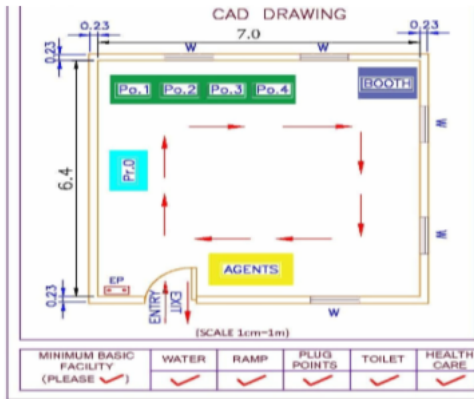 CAD DRAWING
0.23 7.0 0.23
W W
0.23
Po.1 Po.2 Po.3 Po.4 BOOTH
W
6.4
Pr.O
W
AGENTS
EP
0.23
ENTRY EXIT
W
(SCALE 1cm=1m)
MINIMUM BASIC FACILITY (PLEASE ✓) WATER RAMP PLUG POINTS TOILET HEALTH CARE